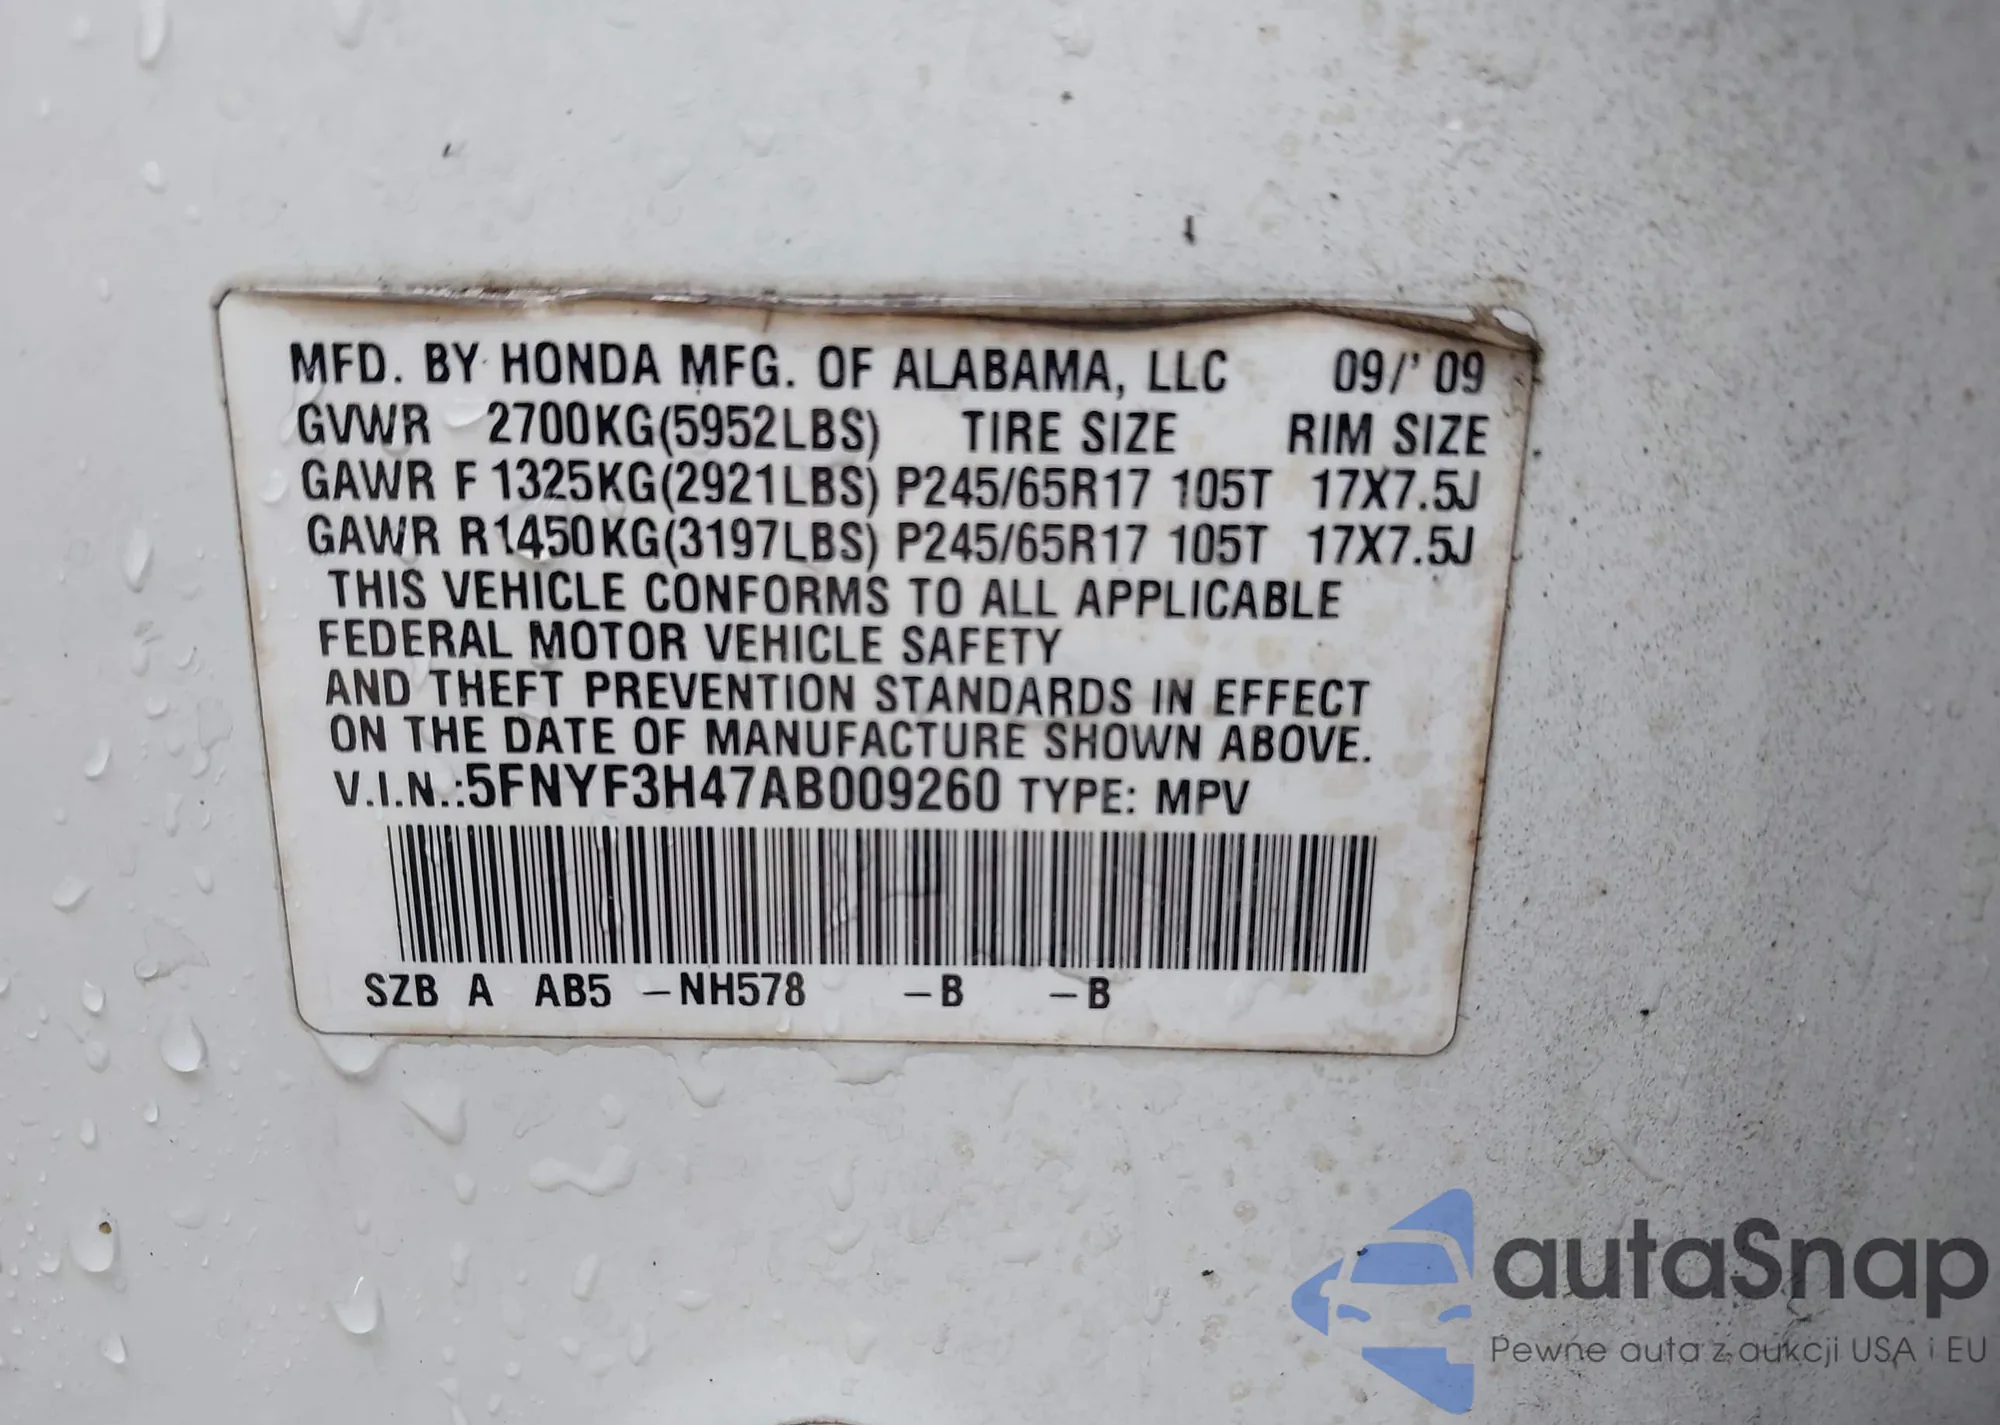 MFD. BY HONDA MFG. OF ALABAMA, LLC 09/' 09
GVWR 2700KG(5952LBS) TIRE SIZE RIM SIZE
GAWR F 1325KG(2921LBS) P245/65R17 105T 17X7.5J
GAWR R1450KG(3197LBS) P245/65R17 105T 17X7.5J
THIS VEHICLE CONFORMS TO ALL APPLICABLE
FEDERAL MOTOR VEHICLE SAFETY
AND THEFT PREVENTION STANDARDS IN EFFECT
ON THE DATE OF MANUFACTURE SHOWN ABOVE.
V.I.N.:5FNYF3H47AB009260 TYPE: MPV
SZB A AB5 -NH578 -B -B
autaSnap
Pewne auta z aukcji USA i EU